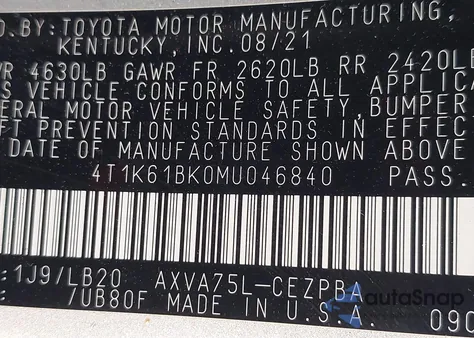 D. BY: TOYOTA MOTOR MANUFACTURING,
KENTUCKY, INC. 08/21
WR 4630LB GAWR FR 2620LB RR 2420LB
S VEHICLE CONFORMS TO ALL APPLICA
ERAL MOTOR VEHICLE SAFETY, BUMPER,
FT PREVENTION STANDARDS IN EFFEC
DATE OF MANUFACTURE SHOWN ABOVE
4T1K61BK0MU046840 PASS.
: 1J9/LB20 AXVA75L-CEZPBA
/UB80F MADE IN U.S.A. 090
autaSnap